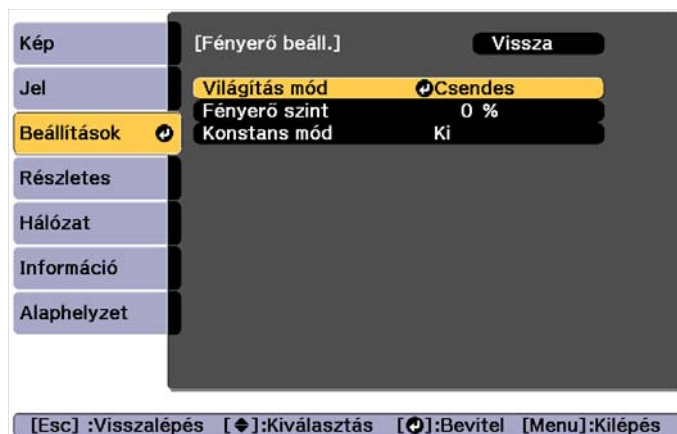 Kép
Jel
Beállítások
Részletes
Hálózat
Információ
Alaphelyzet
[Fényerő beáll.] Vissza
Világítás mód Csendes
Fényerő szint 0 %
Konstans mód Ki
[Esc] :Visszalépés [◆]:Kiválasztás [↵]:Bevitel [Menu]:Kilépés